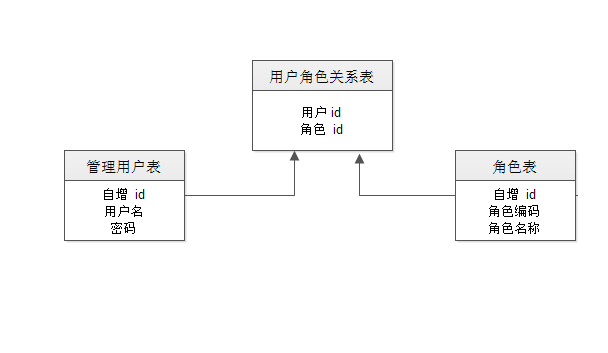 用户角色关系表
用户 id
角色 id
管理用户表
自增 id
用户名
密码
角色表
自增 id
角色编码
角色名称